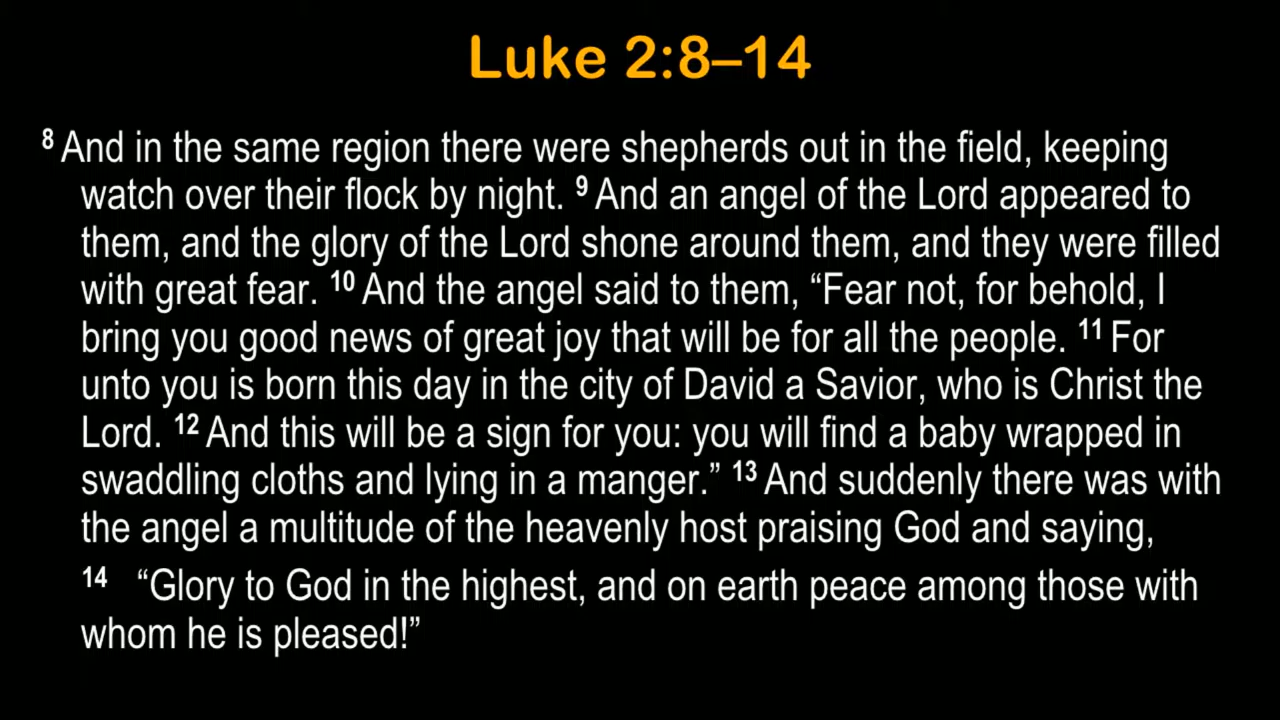 Luke 2:8–14
8 And in the same region there were shepherds out in the field, keeping
watch over their flock by night. 9 And an angel of the Lord appeared to
them, and the glory of the Lord shone around them, and they were filled
with great fear. 10 And the angel said to them, “Fear not, for behold, I
bring you good news of great joy that will be for all the people. 11 For
unto you is born this day in the city of David a Savior, who is Christ the
Lord. 12 And this will be a sign for you: you will find a baby wrapped in
swaddling cloths and lying in a manger.” 13 And suddenly there was with
the angel a multitude of the heavenly host praising God and saying,
14 “Glory to God in the highest, and on earth peace among those with
whom he is pleased!”